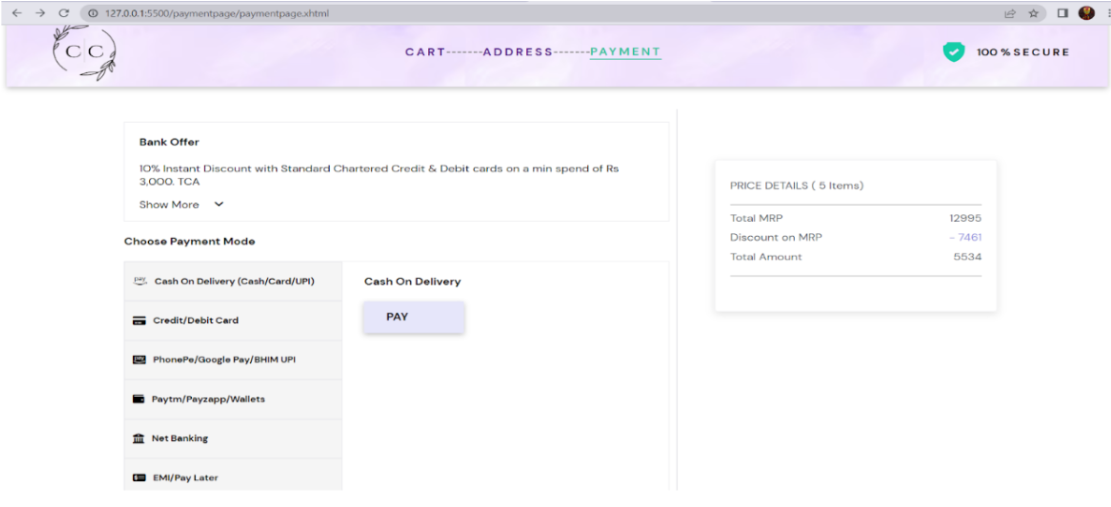 127.0.0.1:5500/paymentpage/paymentpage.xhtml
CC
CART------ADDRESS------PAYMENT
100 % SECURE
Bank Offer
10% Instant Discount with Standard Chartered Credit & Debit cards on a min spend of Rs
3,000. TCA
Show More
Choose Payment Mode
Cash On Delivery (Cash/Card/UPI)
Credit/Debit Card
PhonePe/Google Pay/BHIM UPI
Paytm/Payzapp/Wallets
Net Banking
EMI/Pay Later
Cash On Delivery
PAY
PRICE DETAILS ( 5 Items)
Total MRP 12995
Discount on MRP - 7461
Total Amount 5534